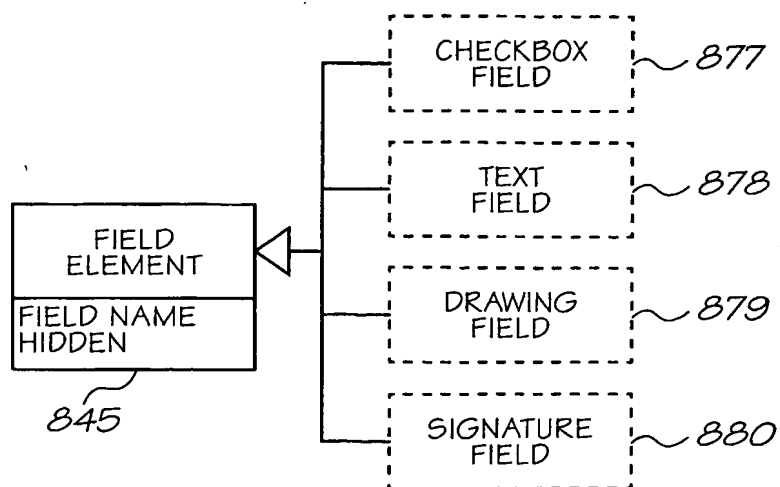 CHECKBOX
FIELD
877
TEXT
FIELD
878
FIELD
ELEMENT
FIELD NAME
HIDDEN
845
DRAWING
FIELD
879
SIGNATURE
FIELD
880